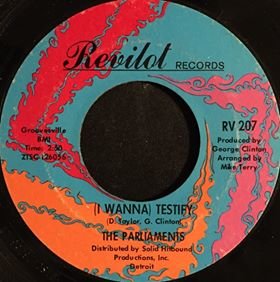 Revilot RECORDS
Groovesville
BMI
Time: 2:50
ZTSC-126056
RV 207
Produced by
George Clinton
Arranged by
Mike Terry
(I WANNA) TESTIFY
(D. Taylor, G. Clinton)
THE PARLIAMENTS
Distributed by Solid Hitbound
Productions, Inc.
Detroit